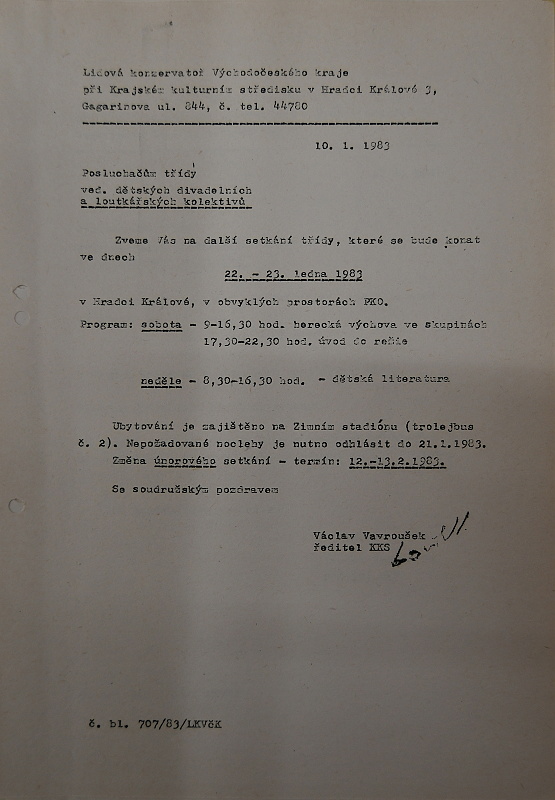 Lidová konzervatoř Východočeského kraje
při Krajském kulturním středisku v Hradci Králové 3,
Gagarinova ul. 844, č. tel. 44780
10. 1. 1983
Posluchačům třídy
ved. dětských divadelních
a loutkářských kolektivů
Zveme Vás na další setkání třídy, které se bude konat
ve dnech
22. - 23. ledna 1983
v Hradci Králové, v obvyklých prostorách PKO.
Program: sobota - 9-16,30 hod. herecká výchova ve skupinách
17,30-22,30 hod. úvod do režie
neděle - 8,30-16,30 hod. - dětská literatura
Ubytování je zajištěno na Zimním stadiónu (trolejbus
č. 2). Nepožadované noclehy je nutno odhlásit do 21.1.1983.
Změna únorového setkání - termín: 12.-13.2.1983.
Se soudružským pozdravem
Václav Vavroušek
ředitel KKS
č. bl. 707/83/LKVčK